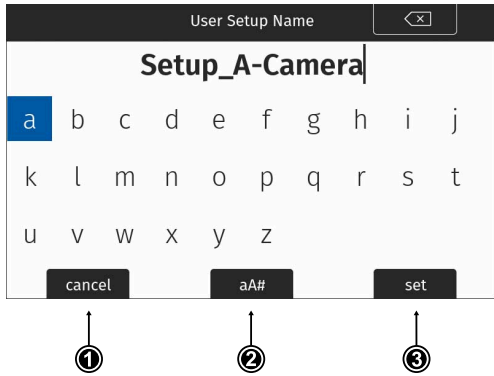 User Setup Name
Setup_A-Camera
a b c d e f g h i j
k l m n o p q r s t
u v w x y z
cancel aA# set
1 2 3